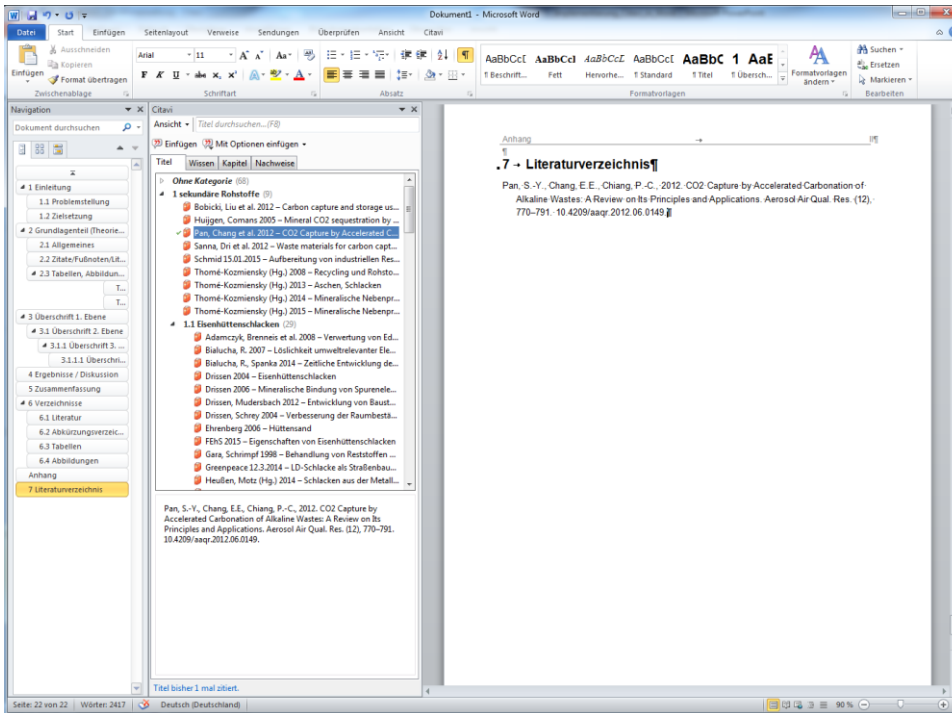 Dokument1 - Microsoft Word
Datei Start Einfügen Seitenlayout Verweise Sendungen Überprüfen Ansicht Citavi
Einfügen
Ausschneiden
Kopieren
Format übertragen
Zwischenablage
Arial 11
F K U abc x₂ x²
Schriftart
Absatz
AaBbCcI AaBbCcI AaBbCcL AaBbCcI AaBbC 1 AaE
¶ Beschrift... Fett Hervorhe... ¶ Standard ¶ Titel ¶ Übersch...
Formatvorlagen ändern
Formatvorlagen
Suchen
Ersetzen
Markieren
Bearbeiten
Navigation
Dokument durchsuchen
1 Einleitung
1.1 Problemstellung
1.2 Zielsetzung
2 Grundlagenteil (Theorie...
2.1 Allgemeines
2.2 Zitate/Fußnoten/Lit...
2.3 Tabellen, Abbildun...
T...
T...
3 Überschrift 1. Ebene
3.1 Überschrift 2. Ebene
3.1.1 Überschrift 3. ...
3.1.1.1 Überschri...
4 Ergebnisse / Diskussion
5 Zusammenfassung
6 Verzeichnisse
6.1 Literatur
6.2 Abkürzungsverzeic...
6.3 Tabellen
6.4 Abbildungen
Anhang
7 Literaturverzeichnis
Citavi
Ansicht Titel durchsuchen...(F8)
Einfügen Mit Optionen einfügen
Titel Wissen Kapitel Nachweise
Ohne Kategorie (68)
1 sekundäre Rohstoffe (9)
Bobicki, Liu et al. 2012 – Carbon capture and storage us...
Huijgen, Comans 2005 – Mineral CO2 sequestration by ...
Pan, Chang et al. 2012 – CO2 Capture by Accelerated C...
Sanna, Dri et al. 2012 – Waste materials for carbon capt...
Schmid 15.01.2015 – Aufbereitung von industriellen Res...
Thomé-Kozmiensky (Hg.) 2008 – Recycling und Rohsto...
Thomé-Kozmiensky (Hg.) 2013 – Aschen, Schlacken
Thomé-Kozmiensky (Hg.) 2014 – Mineralische Nebenpr...
Thomé-Kozmiensky (Hg.) 2015 – Mineralische Nebenpr...
1.1 Eisenhüttenschlacken (29)
Adamczyk, Brenneis et al. 2008 – Verwertung von Ed...
Bialucha, R. 2007 – Löslichkeit umweltrelevanter Ele...
Bialucha, R., Spanka 2014 – Zeitliche Entwicklung de...
Drissen 2004 – Eisenhüttenschlacken
Drissen 2006 – Mineralische Bindung von Spurenele...
Drissen, Mudersbach 2012 – Entwicklung von Baust...
Drissen, Schrey 2004 – Verbesserung der Raumbestä...
Ehrenberg 2006 – Hüttensand
FEhS 2015 – Eigenschaften von Eisenhüttenschlacken
Gara, Schrimpf 1998 – Behandlung von Reststoffen ...
Greenpeace 12.3.2014 – LD-Schlacke als Straßenbau...
Heußen, Motz (Hg.) 2014 – Schlacken aus der Metall...
Pan, S.-Y., Chang, E.E., Chiang, P.-C., 2012. CO2 Capture by
Accelerated Carbonation of Alkaline Wastes: A Review on Its
Principles and Applications. Aerosol Air Qual. Res. (12), 770–791.
10.4209/aaqr.2012.06.0149.
Titel bisher 1 mal zitiert.
Anhang → II¶
¶
7 → Literaturverzeichnis¶
Pan, S.-Y., Chang, E.E., Chiang, P.-C., 2012. CO2 Capture by Accelerated Carbonation of
Alkaline Wastes: A Review on Its Principles and Applications. Aerosol Air Qual. Res. (12),
770–791. 10.4209/aaqr.2012.06.0149.¶
Seite: 22 von 22 Wörter: 2417 Deutsch (Deutschland) 90 %